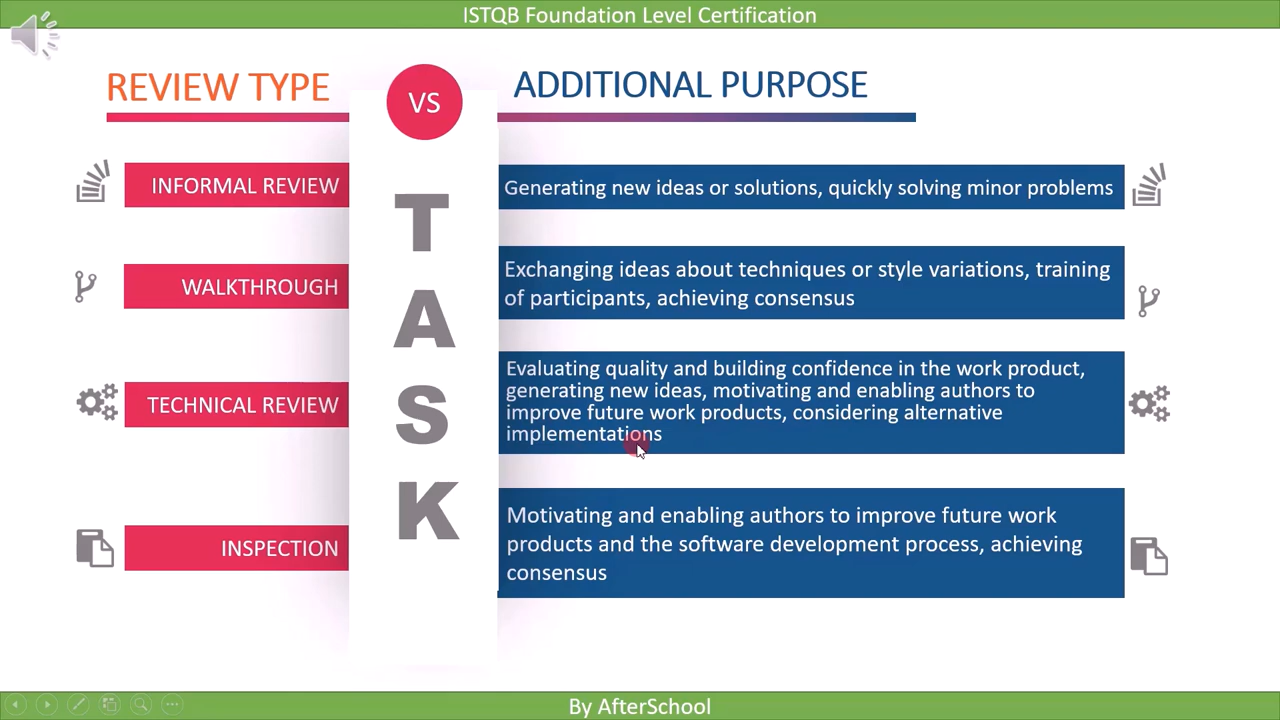 ISTQB Foundation Level Certification
REVIEW TYPE
VS
ADDITIONAL PURPOSE
INFORMAL REVIEW
Generating new ideas or solutions, quickly solving minor problems
WALKTHROUGH
Exchanging ideas about techniques or style variations, training
of participants, achieving consensus
TECHNICAL REVIEW
Evaluating quality and building confidence in the work product,
generating new ideas, motivating and enabling authors to
improve future work products, considering alternative
implementations
INSPECTION
Motivating and enabling authors to improve future work
products and the software development process, achieving
consensus
T
A
S
K
By AfterSchool